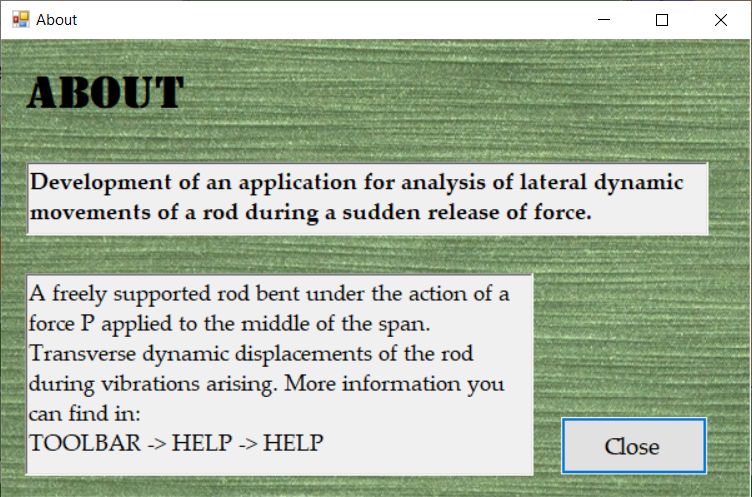 About
ABOUT
Development of an application for analysis of lateral dynamic
movements of a rod during a sudden release of force.
A freely supported rod bent under the action of a
force P applied to the middle of the span.
Transverse dynamic displacements of the rod
during vibrations arising. More information you
can find in:
TOOLBAR -> HELP -> HELP
Close